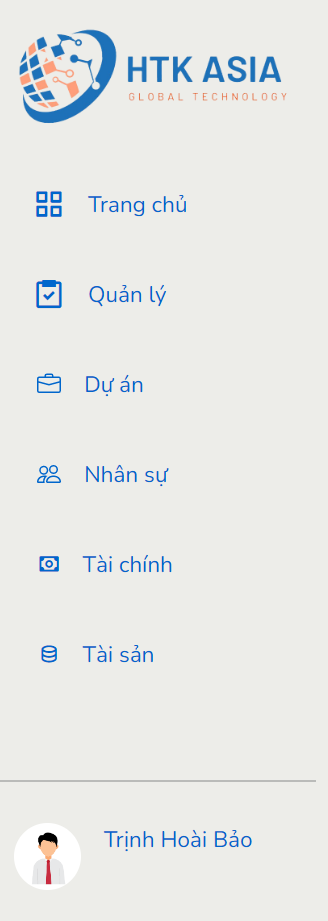 HTK ASIA
GLOBAL TECHNOLOGY
Trang chủ
Quản lý
Dự án
Nhân sự
Tài chính
Tài sản
Trịnh Hoài Bảo